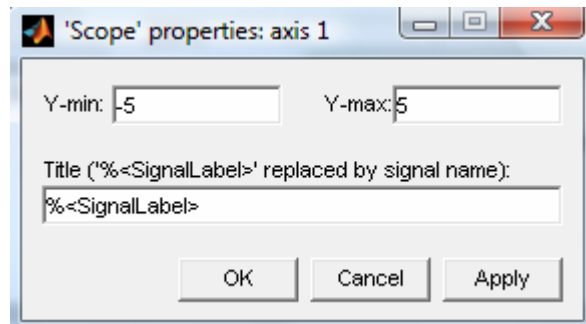 'Scope' properties: axis 1
Y-min: -5 Y-max: 5
Title ('%<SignalLabel>' replaced by signal name):
%<SignalLabel>
OK Cancel Apply